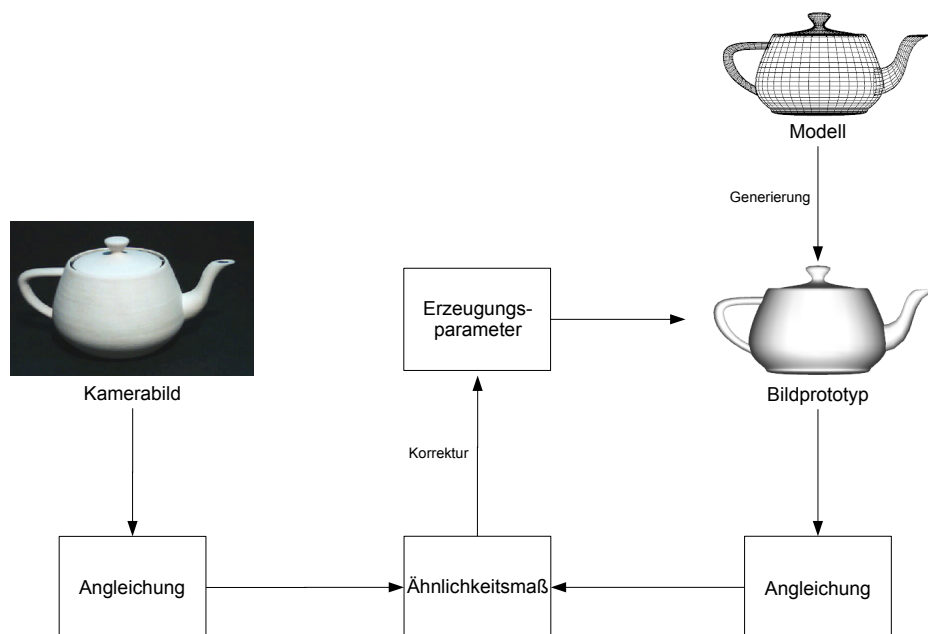 Modell
Generierung
Erzeugungs-
parameter
Kamerabild
Bildprototyp
Korrektur
Angleichung
Ähnlichkeitsmaß
Angleichung